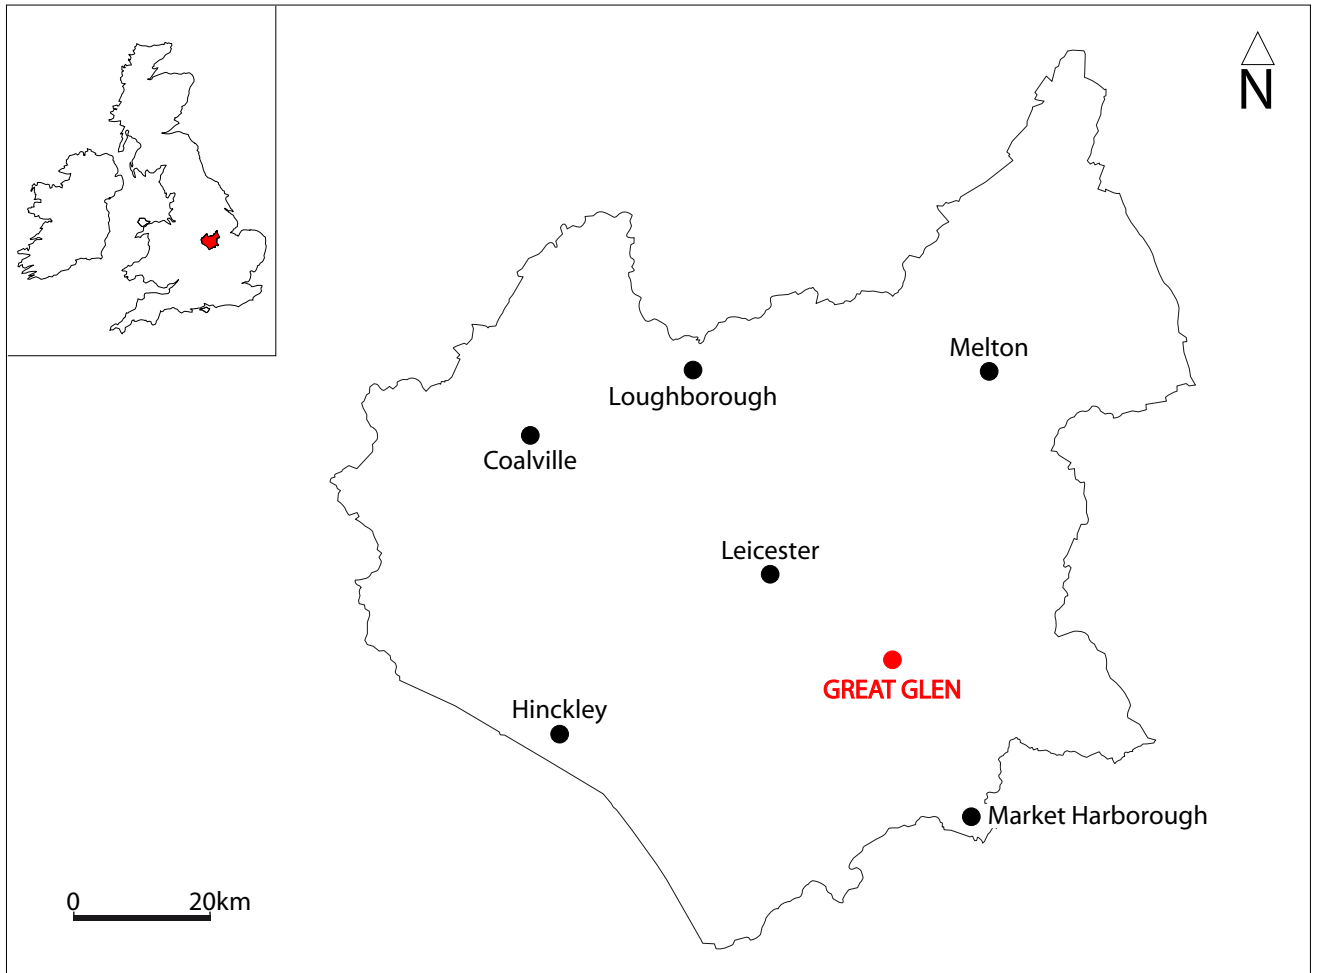 N
Melton
Loughborough
Coalville
Leicester
GREAT GLEN
Hinckley
Market Harborough
0 20km